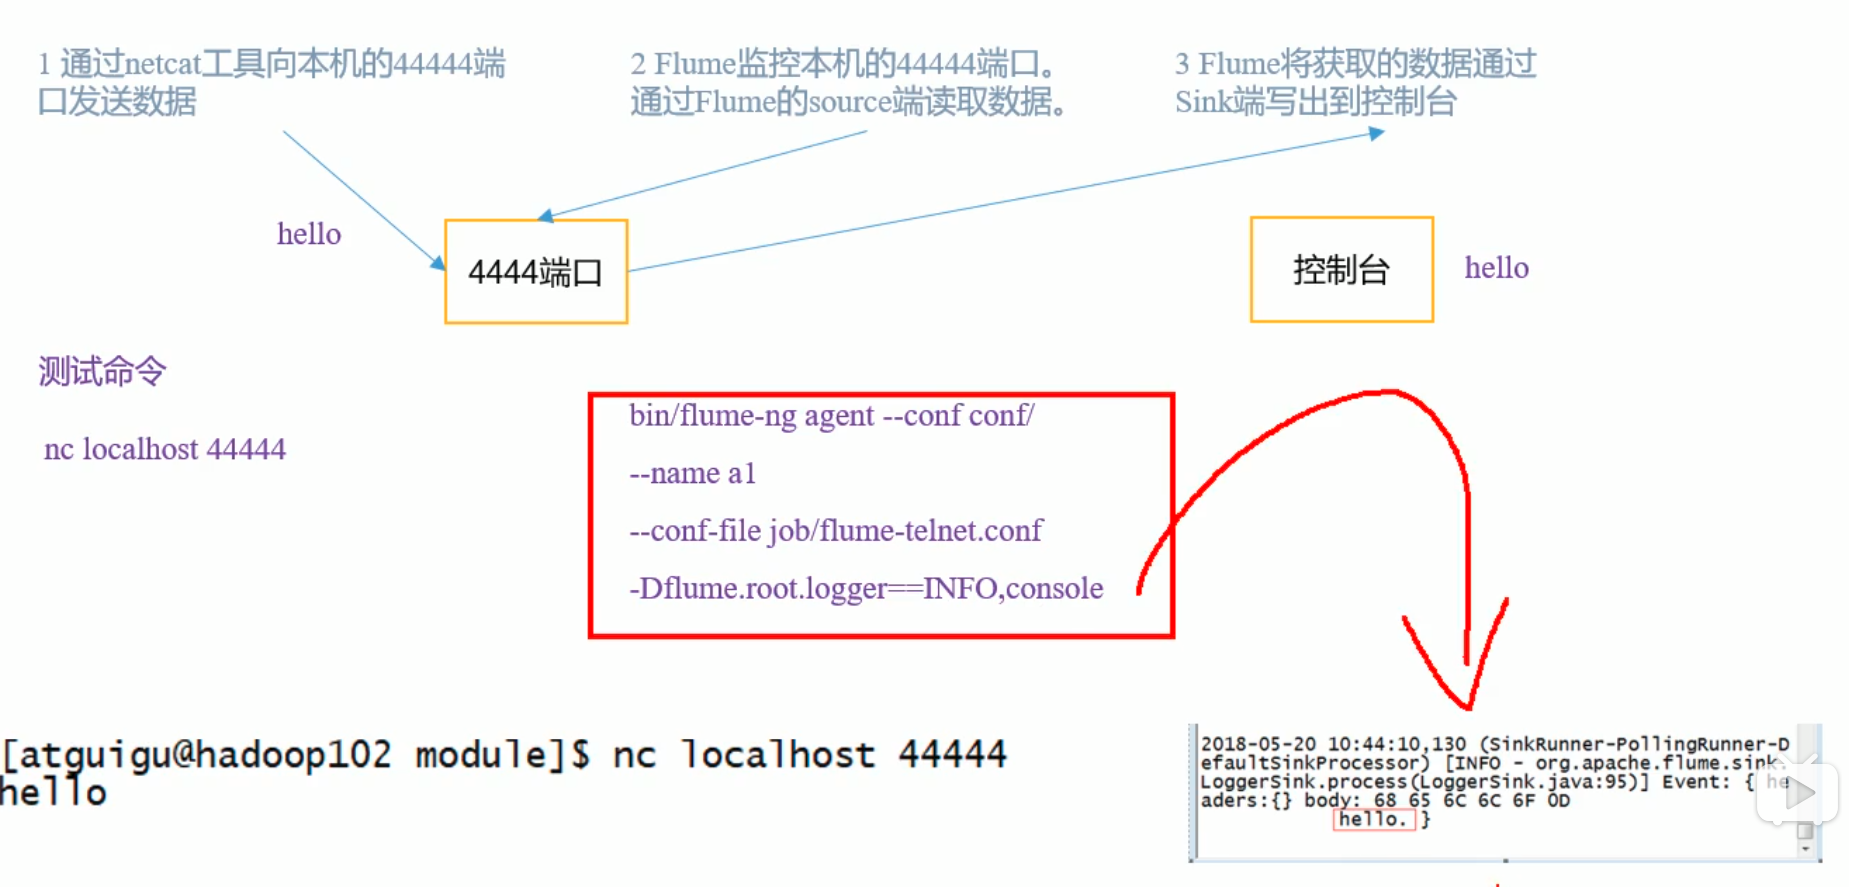 1 通过netcat工具向本机的44444端
口发送数据
2 Flume监控本机的44444端口。
通过Flume的source端读取数据。
3 Flume将获取的数据通过
Sink端写出到控制台
hello
4444端口
控制台
hello
测试命令
nc localhost 44444
bin/flume-ng agent --conf conf/
--name a1
--conf-file job/flume-telnet.conf
-Dflume.root.logger==INFO,console
[atguigu@hadoop102 module]$ nc localhost 44444
hello
2018-05-20 10:44:10,130 (SinkRunner-PollingRunner-D
efaultSinkProcessor) [INFO - org.apache.flume.sink.
LoggerSink.process(LoggerSink.java:95)] Event: { he
aders:{} body: 68 65 6C 6C 6F 0D
hello. }